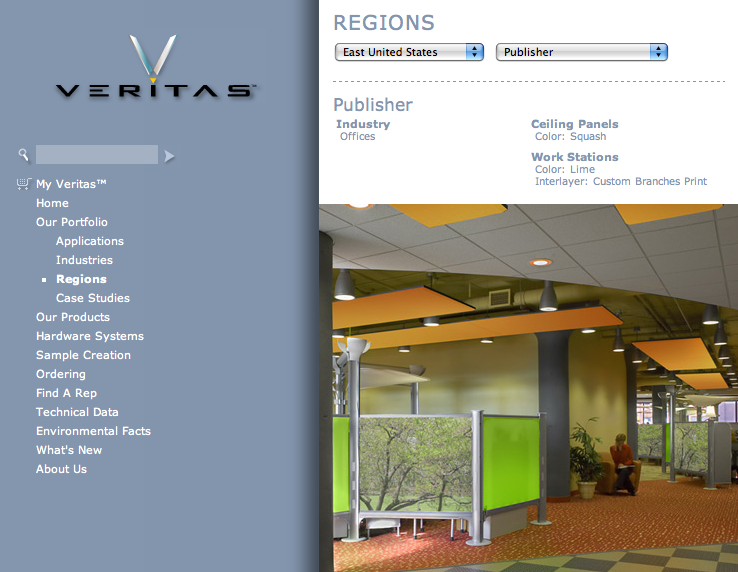 VERITAS™
My Veritas™
Home
Our Portfolio
Applications
Industries
Regions
Case Studies
Our Products
Hardware Systems
Sample Creation
Ordering
Find A Rep
Technical Data
Environmental Facts
What's New
About Us
REGIONS
East United States
Publisher
Publisher
Industry
Offices
Ceiling Panels
Color: Squash
Work Stations
Color: Lime
Interlayer: Custom Branches Print